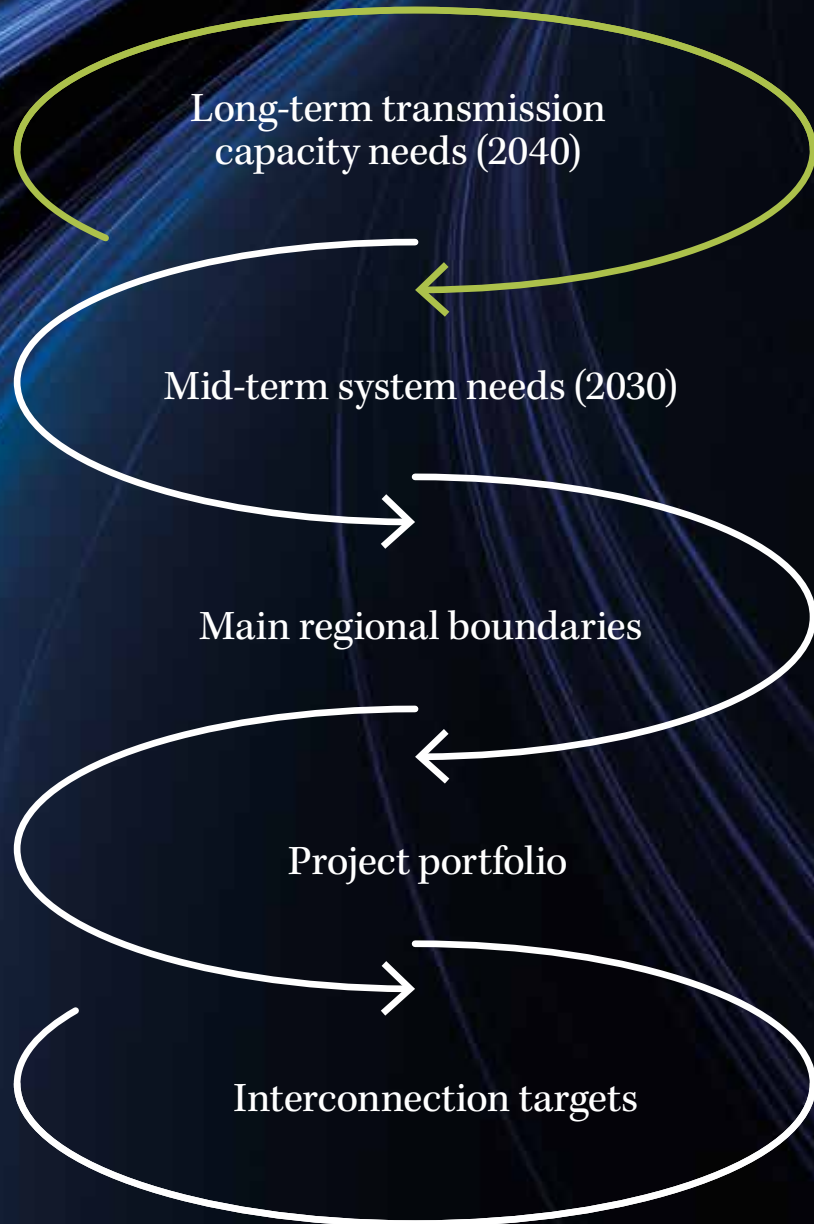 Long-term transmission
capacity needs (2040)
Mid-term system needs (2030)
Main regional boundaries
Project portfolio
Interconnection targets